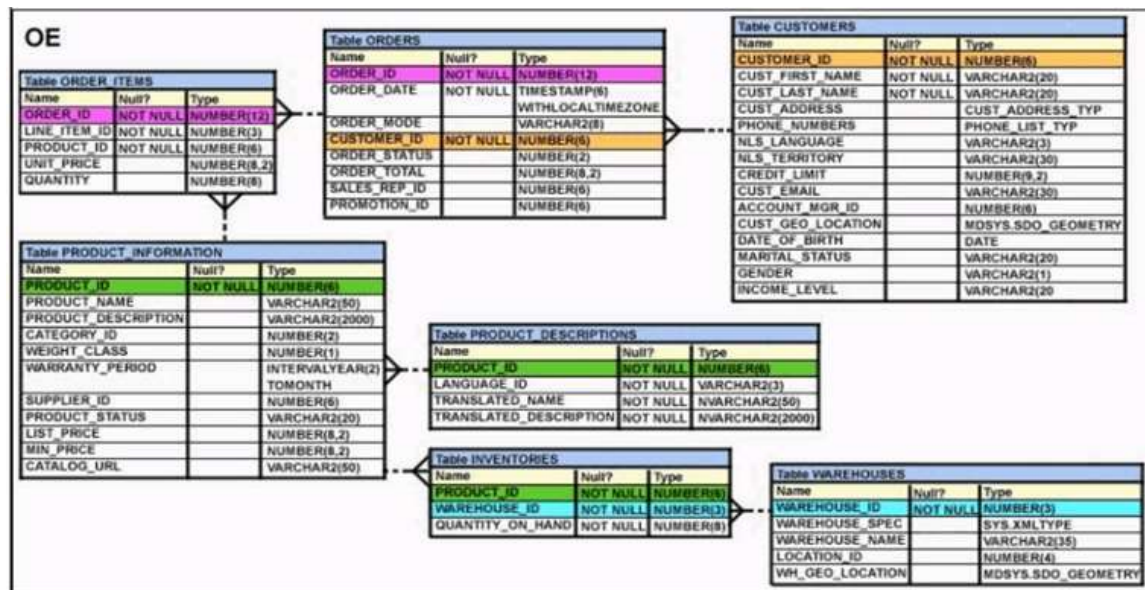 OE
Table ORDER_ITEMS
Name Null? Type
ORDER_ID NOT NULL NUMBER(12)
LINE_ITEM_ID NOT NULL NUMBER(3)
PRODUCT_ID NOT NULL NUMBER(6)
UNIT_PRICE NUMBER(8,2)
QUANTITY NUMBER(8)
Table ORDERS
Name Null? Type
ORDER_ID NOT NULL NUMBER(12)
ORDER_DATE NOT NULL TIMESTAMP(6)
WITHLOCALTIMEZONE
ORDER_MODE VARCHAR2(8)
CUSTOMER_ID NOT NULL NUMBER(6)
ORDER_STATUS NUMBER(2)
ORDER_TOTAL NUMBER(8,2)
SALES_REP_ID NUMBER(6)
PROMOTION_ID NUMBER(6)
Table CUSTOMERS
Name Null? Type
CUSTOMER_ID NOT NULL NUMBER(6)
CUST_FIRST_NAME NOT NULL VARCHAR2(20)
CUST_LAST_NAME NOT NULL VARCHAR2(20)
CUST_ADDRESS CUST_ADDRESS_TYP
PHONE_NUMBERS PHONE_LIST_TYP
NLS_LANGUAGE VARCHAR2(3)
NLS_TERRITORY VARCHAR2(30)
CREDIT_LIMIT NUMBER(9,2)
CUST_EMAIL VARCHAR2(30)
ACCOUNT_MGR_ID NUMBER(6)
CUST_GEO_LOCATION MDSYS.SDO_GEOMETRY
DATE_OF_BIRTH DATE
MARITAL_STATUS VARCHAR2(20)
GENDER VARCHAR2(1)
INCOME_LEVEL VARCHAR2(20
Table PRODUCT_INFORMATION
Name Null? Type
PRODUCT_ID NOT NULL NUMBER(6)
PRODUCT_NAME VARCHAR2(50)
PRODUCT_DESCRIPTION VARCHAR2(2000)
CATEGORY_ID NUMBER(2)
WEIGHT_CLASS NUMBER(1)
WARRANTY_PERIOD INTERVALYEAR(2)
TOMONTH
SUPPLIER_ID NUMBER(6)
PRODUCT_STATUS VARCHAR2(20)
LIST_PRICE NUMBER(8,2)
MIN_PRICE NUMBER(8,2)
CATALOG_URL VARCHAR2(50)
Table PRODUCT_DESCRIPTIONS
Name Null? Type
PRODUCT_ID NOT NULL NUMBER(6)
LANGUAGE_ID NOT NULL VARCHAR2(3)
TRANSLATED_NAME NOT NULL NVARCHAR2(50)
TRANSLATED_DESCRIPTION NOT NULL NVARCHAR2(2000)
Table INVENTORIES
Name Null? Type
PRODUCT_ID NOT NULL NUMBER(6)
WAREHOUSE_ID NOT NULL NUMBER(3)
QUANTITY_ON_HAND NOT NULL NUMBER(8)
Table WAREHOUSES
Name Null? Type
WAREHOUSE_ID NOT NULL NUMBER(3)
WAREHOUSE_SPEC SYS.XMLTYPE
WAREHOUSE_NAME VARCHAR2(35)
LOCATION_ID NUMBER(4)
WH_GEO_LOCATION MDSYS.SDO_GEOMETRY